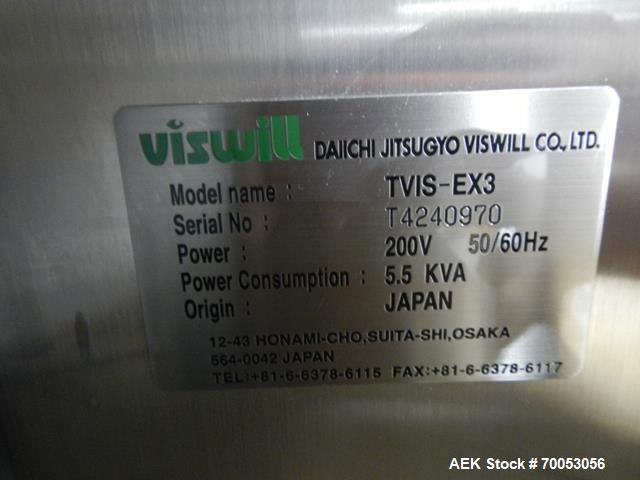 viswill DAIICHI JITSUGYO VISWILL CO., LTD.
Model name : TVIS-EX3
Serial No : T4240970
Power : 200V 50/60Hz
Power Consumption : 5.5 KVA
Origin : JAPAN
12-43 HONAMI-CHO,SUITA-SHI,OSAKA
564-0042 JAPAN
TEL:+81-6-6378-6115 FAX:+81-6-6378-6117
AEK Stock # 70053056